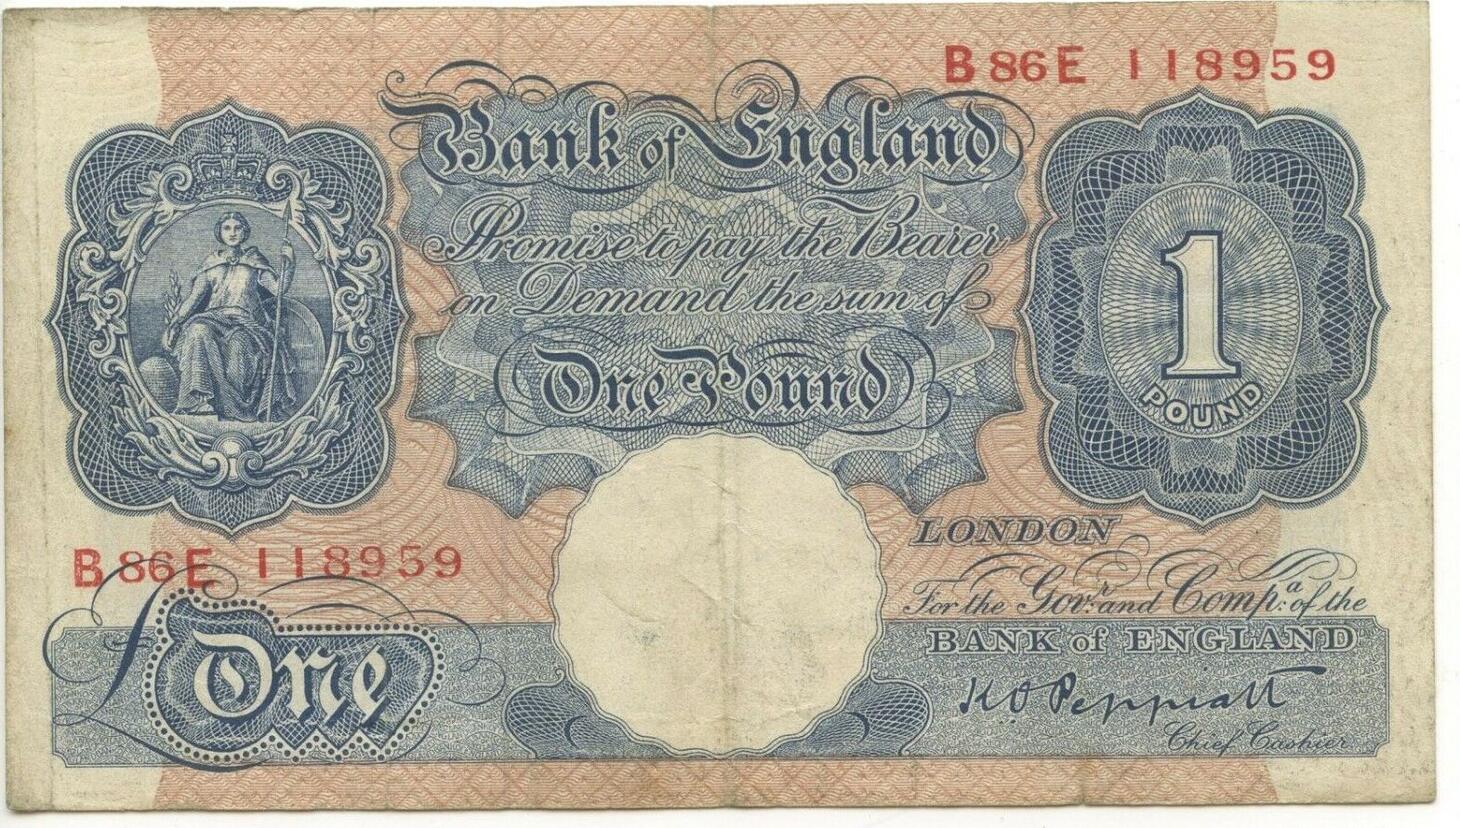 B86E 118959
Bank of England
Promise to pay the Bearer
on Demand the sum of
One Pound
1
POUND
LONDON
B86E 118959
For the Govr. and Compa. of the
BANK of ENGLAND
£ One
K O Peppiatt
Chief Cashier